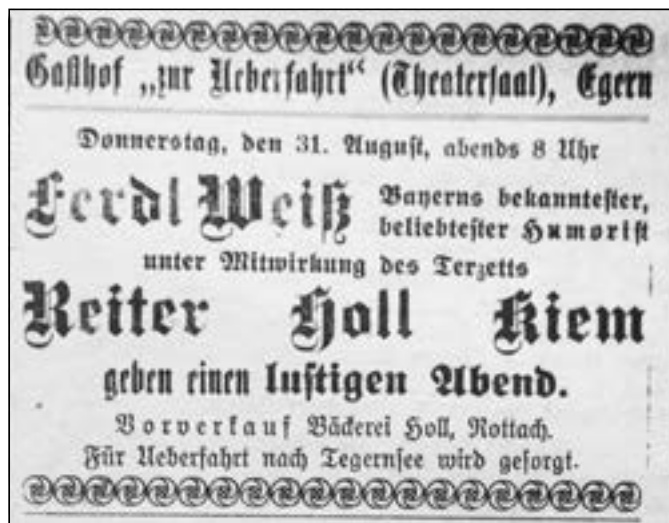 Gasthof „zur Ueberfahrt“ (Theatersaal), Egern
Donnerstag, den 31. August, abends 8 Uhr
Ferdl Weiß Bayerns bekanntester,
beliebtester Humorist
unter Mitwirkung des Terzetts
Reiter Holl Kiem
geben einen lustigen Abend.
Vorverkauf Bäckerei Holl, Rottach.
Für Ueberfahrt nach Tegernsee wird gesorgt.